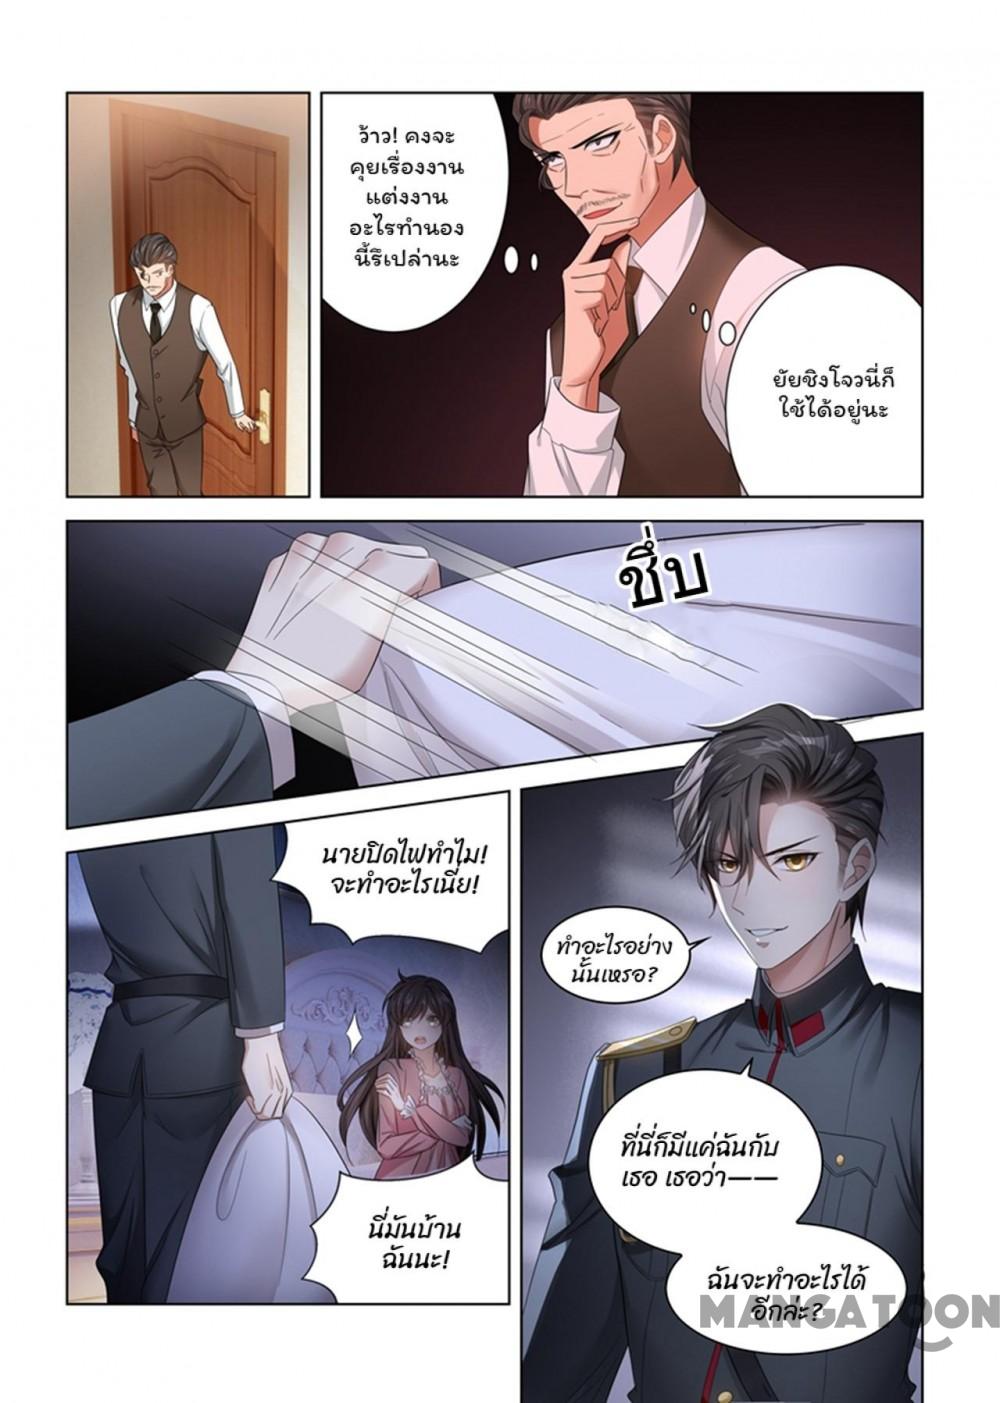 ว้าว! คงจะ
คุยเรื่องงาน
แต่งงาน
อะไรทำนอง
นี้รึเปล่านะ
ยัยชิงโจวนี่ก็
ใช้ได้อยู่นะ
ชึ่บ
นายปิดไฟทำไม!
จะทำอะไรเนี่ย!
ทำอะไรอย่าง
นั้นเหรอ?
ที่นี่ก็มีแค่ฉันกับ
เธอ เธอว่า——
นี่มันบ้าน
ฉันนะ!
ฉันจะทำอะไรได้
อีกล่ะ?
MANGATOON